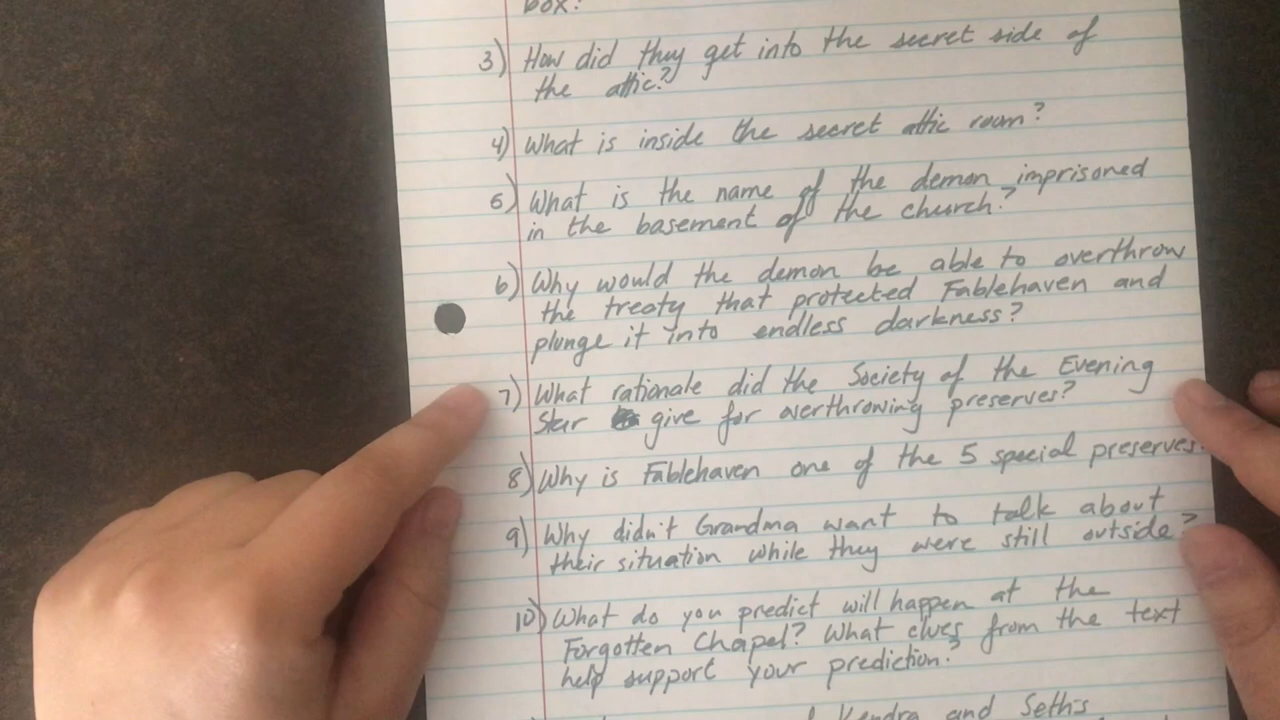 box?
3) How did they get into the secret side of
the attic?
4) What is inside the secret attic room?
5) What is the name of the demon imprisoned
in the basement of the church?
6) Why would the demon be able to overthrow
the treaty that protected Fablehaven and
plunge it into endless darkness?
7) What rationale did the Society of the Evening
Star give for overthrowing preserves?
8) Why is Fablehaven one of the 5 special preserves
9) Why didn't Grandma want to talk about
their situation while they were still outside?
10) What do you predict will happen at the
Forgotten Chapel? What clues from the text
help support your prediction?
Kendra and Seth's